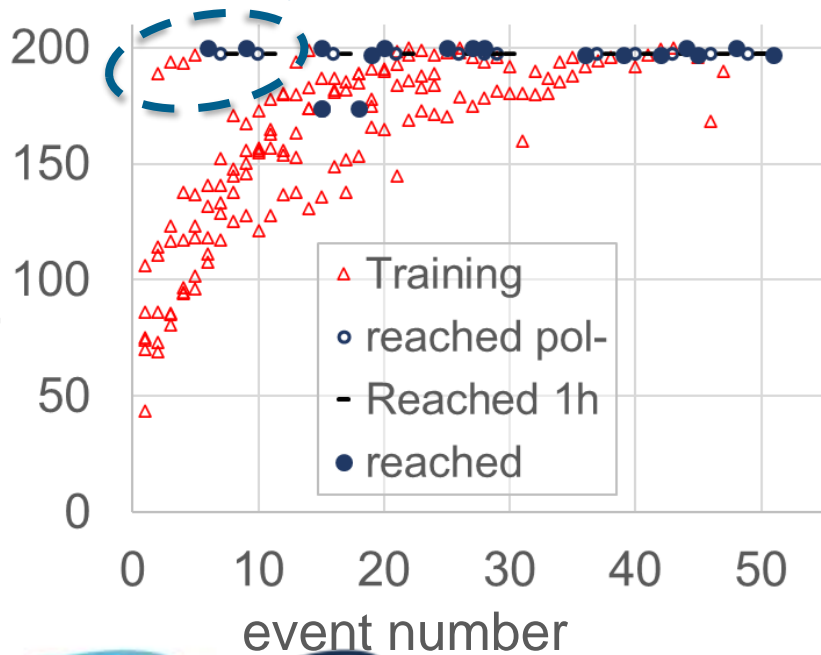 200
150
100
50
0
0 10 20 30 40 50
event number
Training
reached pol-
Reached 1h
reached